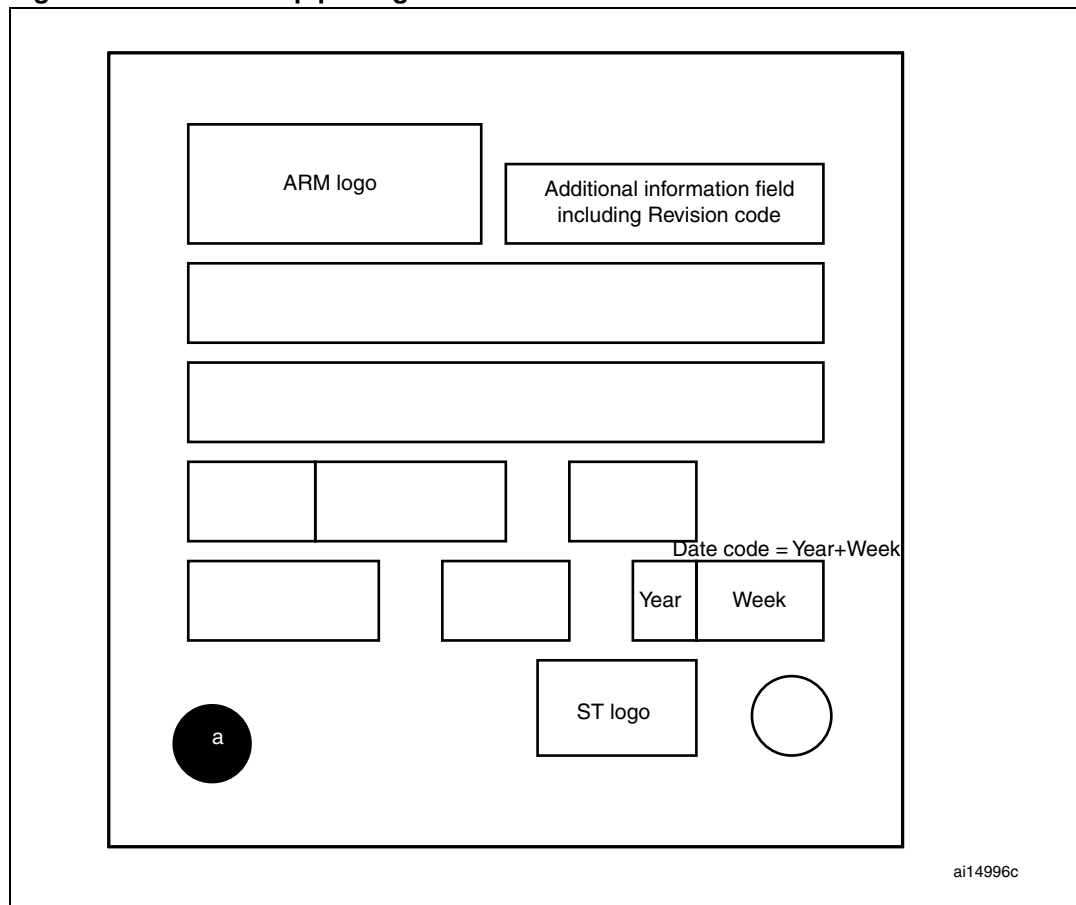 ARM logo
Additional information field
including Revision code
Date code = Year+Week
Year
Week
ST logo
a
ai14996c